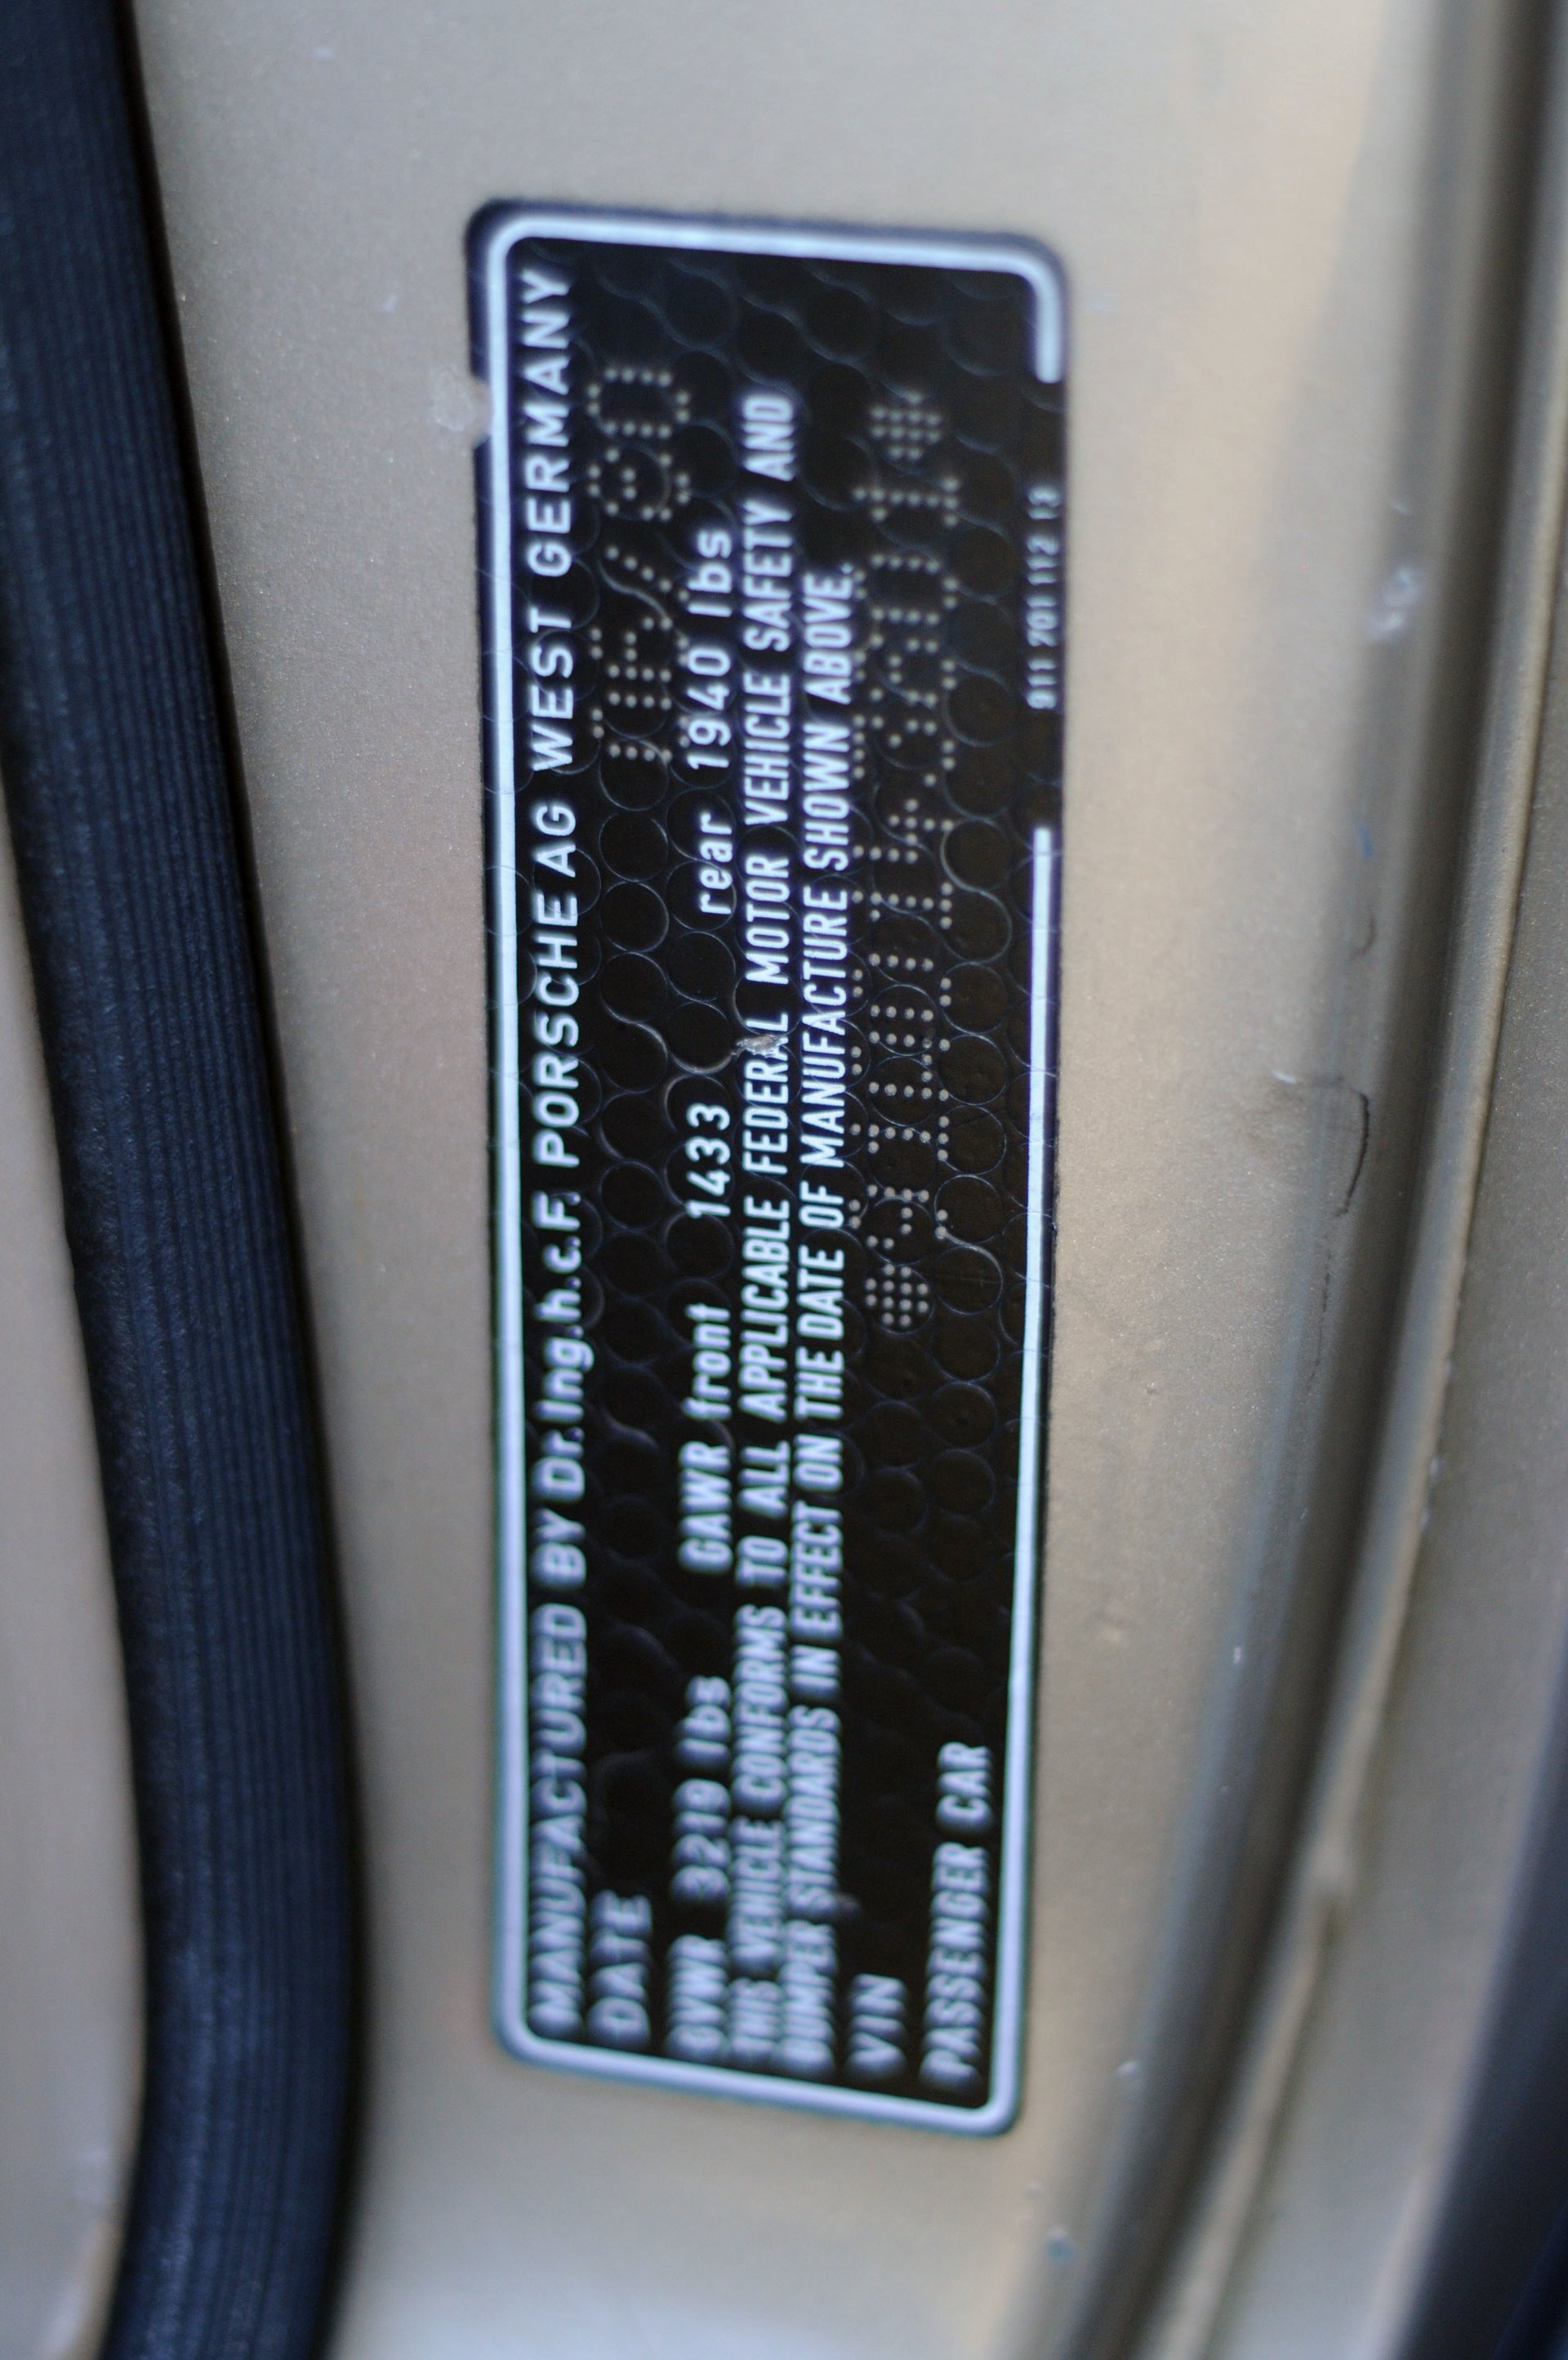 MANUFACTURED BY Dr.Ing.h.c.F. PORSCHE AG WEST GERMANY
DATE
GVWR 3219 lbs GAWR front 1433 rear 1940 lbs
THIS VEHICLE CONFORMS TO ALL APPLICABLE FEDERAL MOTOR VEHICLE SAFETY AND
BUMPER STANDARDS IN EFFECT ON THE DATE OF MANUFACTURE SHOWN ABOVE.
VIN
PASSENGER CAR
911 701 112 13